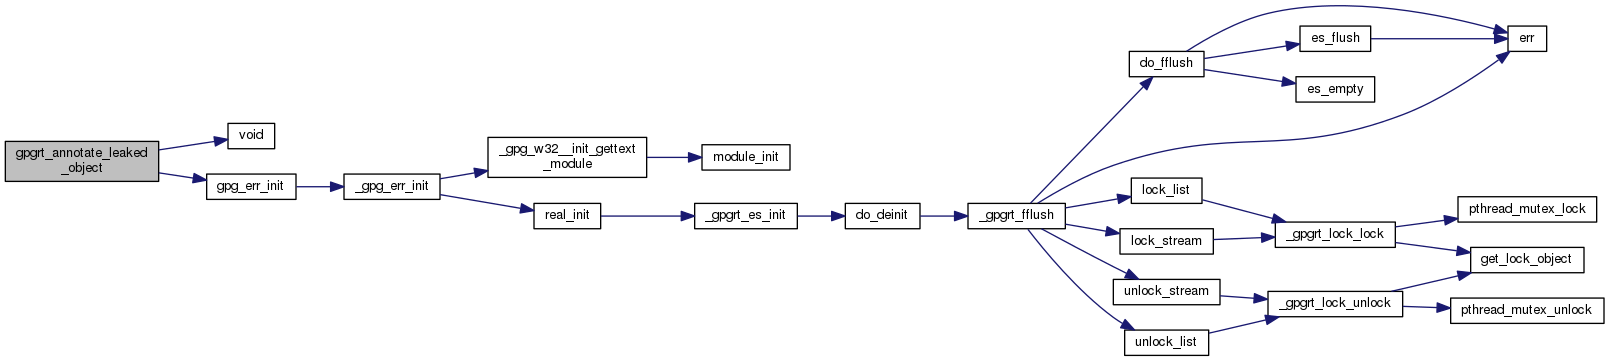 gpgrt_annotate_leaked
_object
void
gpg_err_init
_gpg_err_init
_gpg_w32__init_gettext
_module
module_init
real_init
_gpgrt_es_init
do_deinit
_gpgrt_fflush
do_fflush
es_flush
es_empty
err
lock_list
lock_stream
unlock_stream
unlock_list
_gpgrt_lock_lock
_gpgrt_lock_unlock
pthread_mutex_lock
get_lock_object
pthread_mutex_unlock